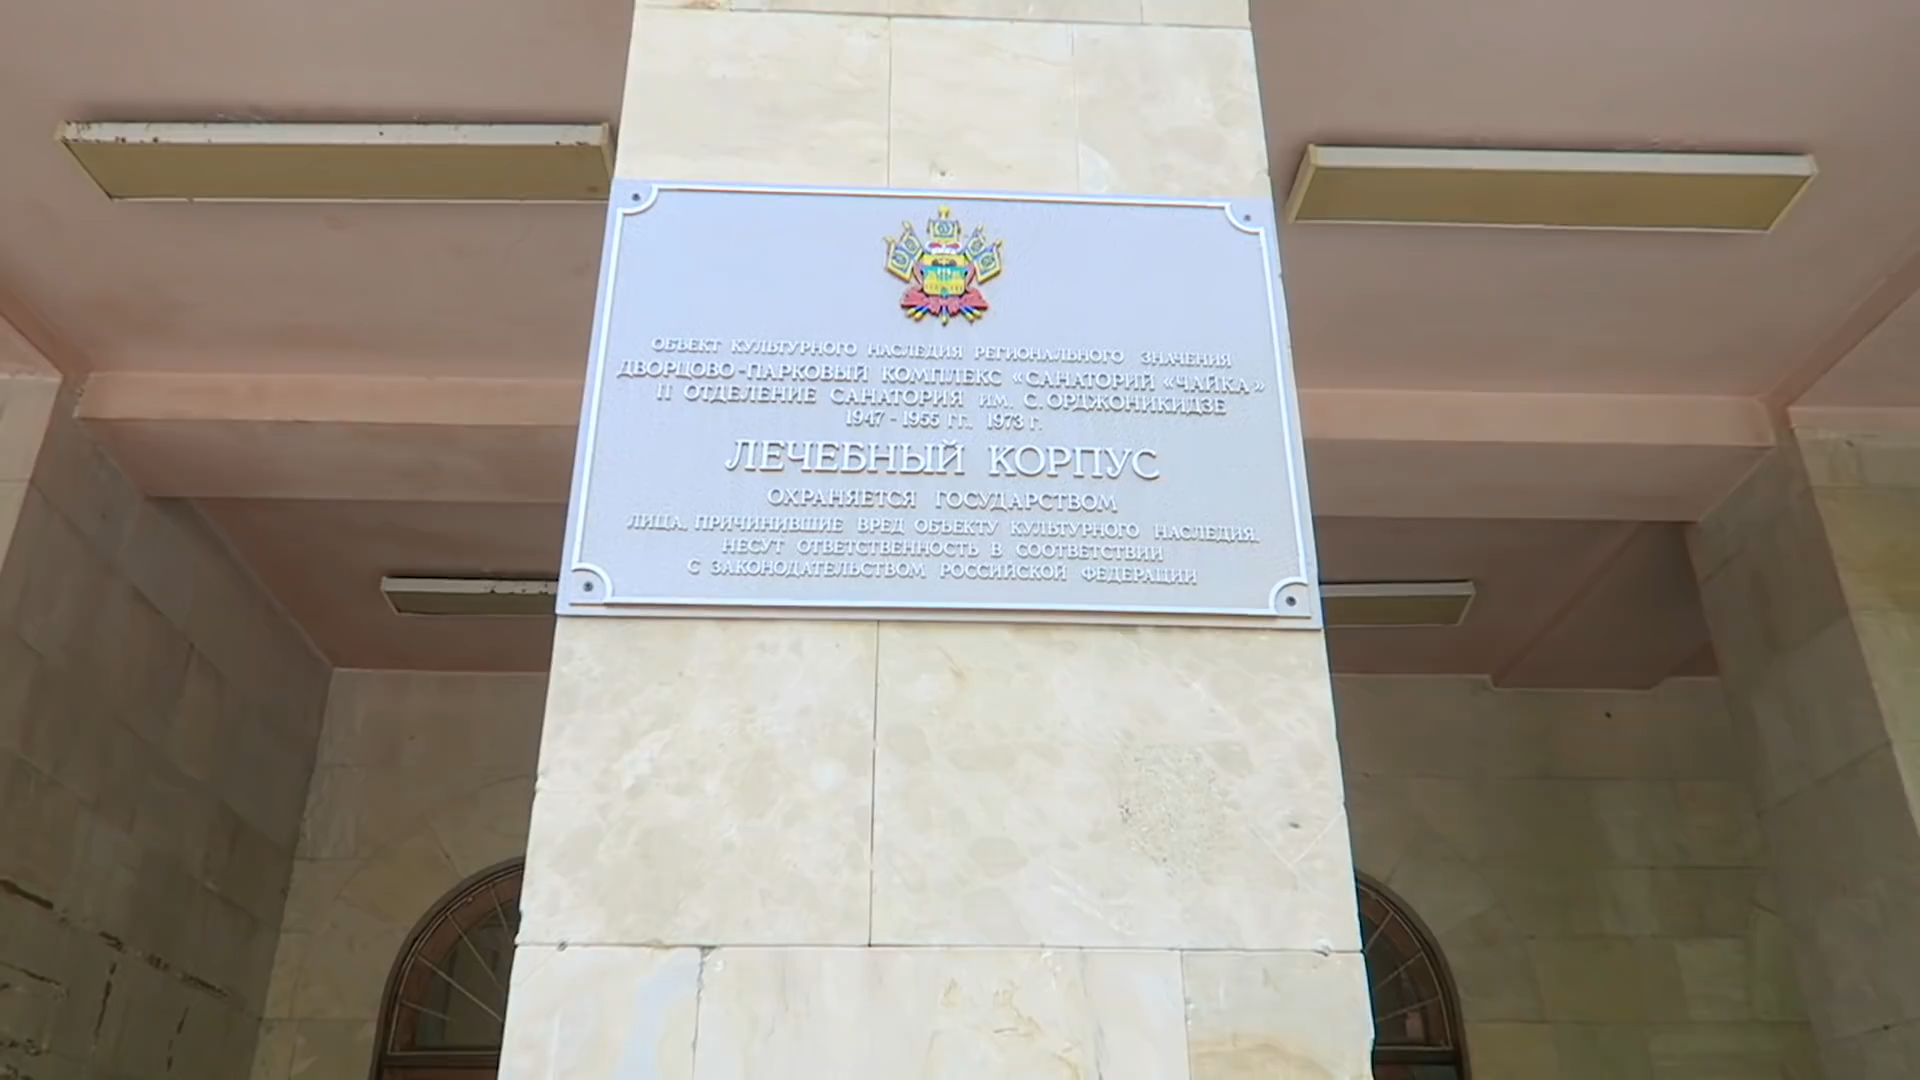 ОБЪЕКТ КУЛЬТУРНОГО НАСЛЕДИЯ РЕГИОНАЛЬНОГО ЗНАЧЕНИЯ
ДВОРЦОВО-ПАРКОВЫЙ КОМПЛЕКС «САНАТОРИЙ «ЧАЙКА»
II ОТДЕЛЕНИЕ САНАТОРИЯ ИМ. С. ОРДЖОНИКИДЗЕ
1947 - 1955 ГГ. 1973 Г.
ЛЕЧЕБНЫЙ КОРПУС
ОХРАНЯЕТСЯ ГОСУДАРСТВОМ
ЛИЦА, ПРИЧИНИВШИЕ ВРЕД ОБЪЕКТУ КУЛЬТУРНОГО НАСЛЕДИЯ,
НЕСУТ ОТВЕТСТВЕННОСТЬ В СООТВЕТСТВИИ
С ЗАКОНОДАТЕЛЬСТВОМ РОССИЙСКОЙ ФЕДЕРАЦИИ